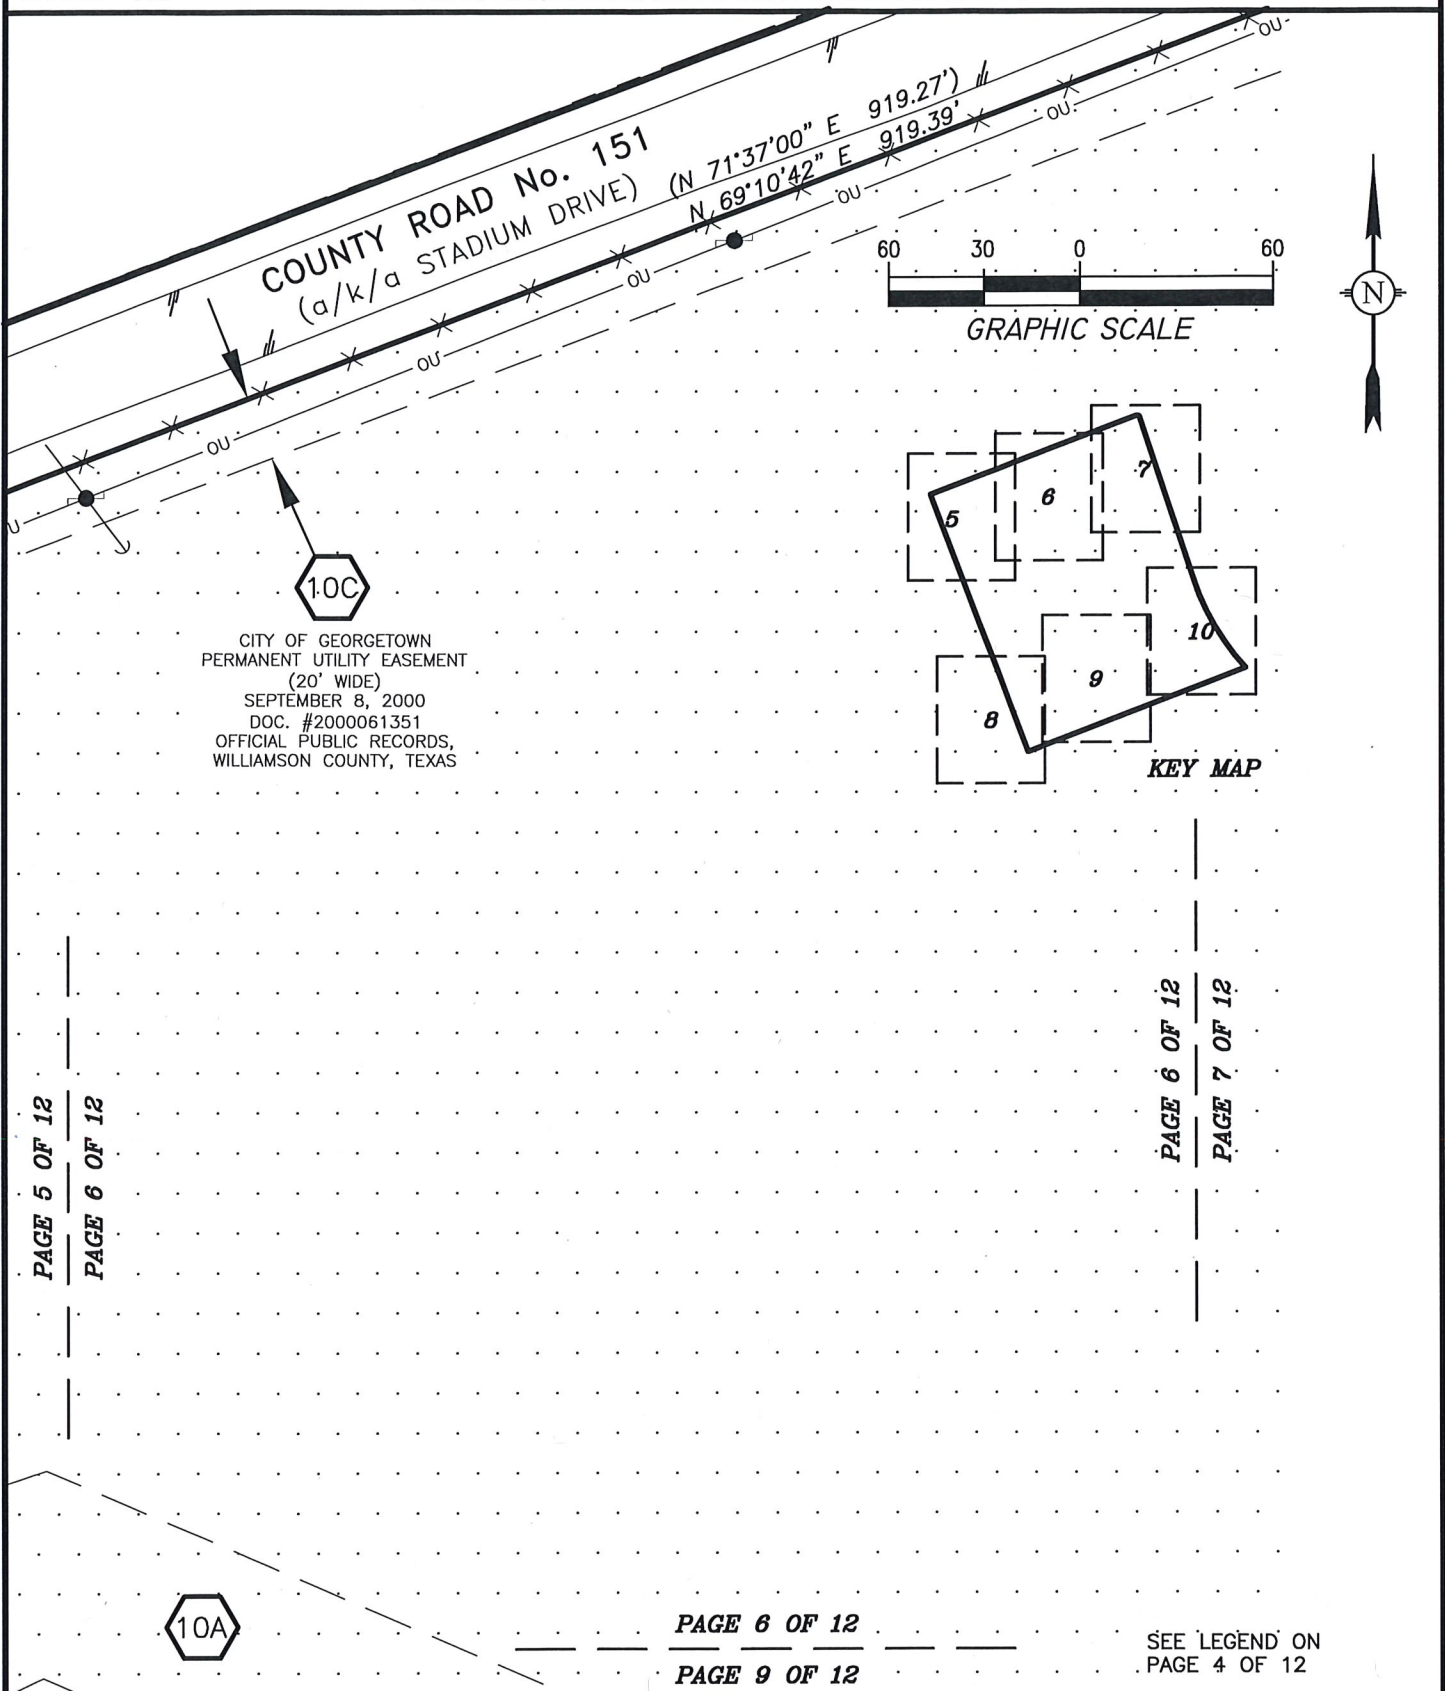 COUNTY ROAD No. 151
(a/k/a STADIUM DRIVE)
(N 71°37'00" E 919.27')
N 69°10'42" E 919.39'
OU
OU
OU
OU
OU
U
60 30 0 60
GRAPHIC SCALE
N
10C
CITY OF GEORGETOWN
PERMANENT UTILITY EASEMENT
(20' WIDE)
SEPTEMBER 8, 2000
DOC. #2000061351
OFFICIAL PUBLIC RECORDS,
WILLIAMSON COUNTY, TEXAS
5
6
7
8
9
10
KEY MAP
PAGE 5 OF 12
PAGE 6 OF 12
PAGE 6 OF 12
PAGE 7 OF 12
10A
PAGE 6 OF 12
PAGE 9 OF 12
SEE LEGEND ON
PAGE 4 OF 12